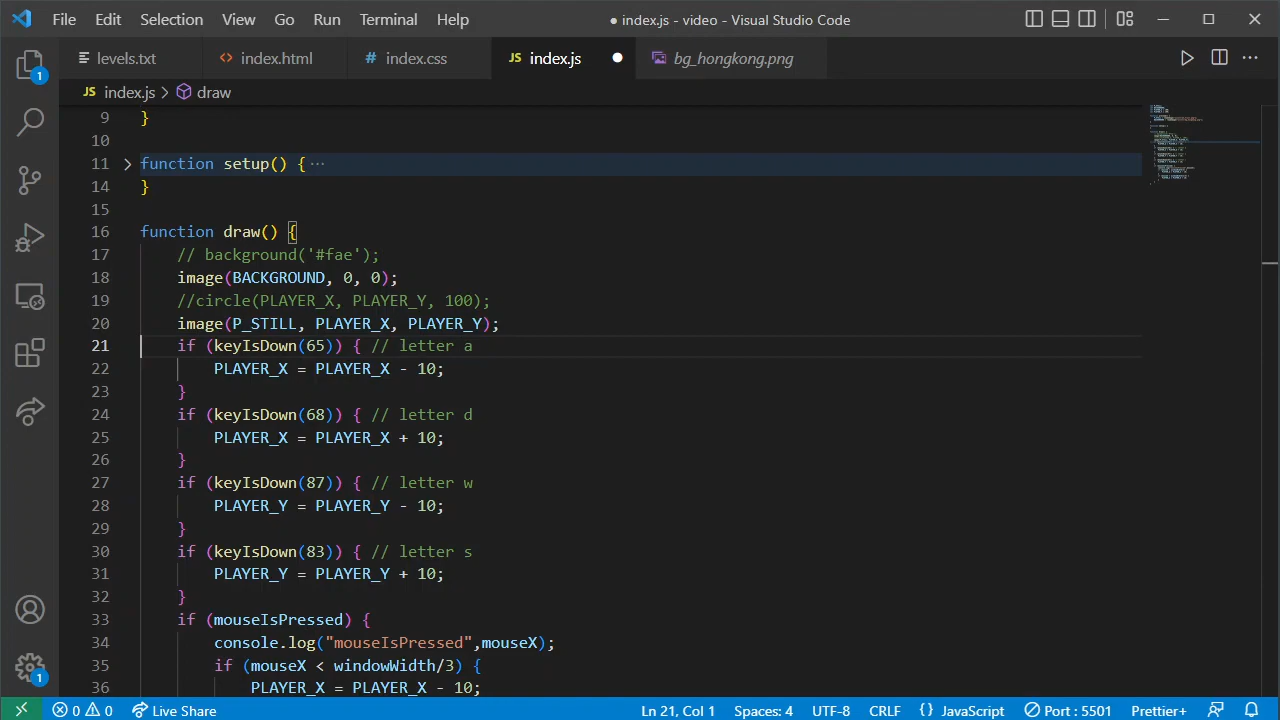 File Edit Selection View Go Run Terminal Help ● index.js - video - Visual Studio Code
levels.txt <> index.html # index.css JS index.js ● bg_hongkong.png ···
JS index.js > draw
9 }
10
11 > function setup() { ···
14 }
15
16 function draw() {
17 // background('#fae');
18 image(BACKGROUND, 0, 0);
19 //circle(PLAYER_X, PLAYER_Y, 100);
20 image(P_STILL, PLAYER_X, PLAYER_Y);
21 if (keyIsDown(65)) { // letter a
22 PLAYER_X = PLAYER_X - 10;
23 }
24 if (keyIsDown(68)) { // letter d
25 PLAYER_X = PLAYER_X + 10;
26 }
27 if (keyIsDown(87)) { // letter w
28 PLAYER_Y = PLAYER_Y - 10;
29 }
30 if (keyIsDown(83)) { // letter s
31 PLAYER_Y = PLAYER_Y + 10;
32 }
33 if (mouseIsPressed) {
34 console.log("mouseIsPressed",mouseX);
35 if (mouseX < windowWidth/3) {
36 PLAYER_X = PLAYER_X - 10;
1
1
0 0 Live Share Ln 21, Col 1 Spaces: 4 UTF-8 CRLF {} JavaScript Port : 5501 Prettier+